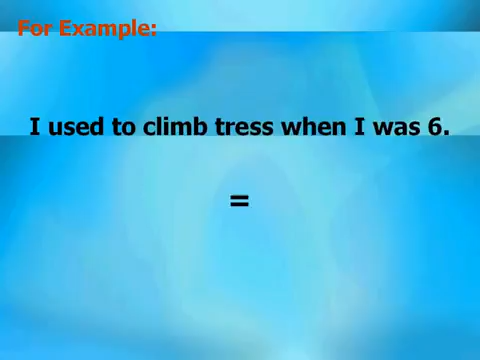 For Example:
I used to climb tress when I was 6.
=